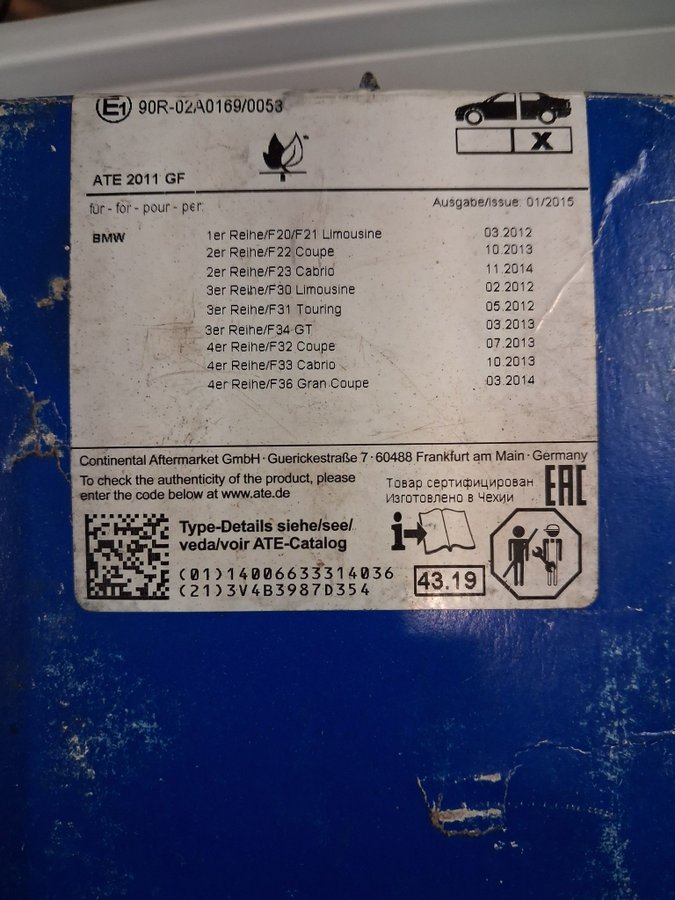 E1 90R-02A0169/0053
X
ATE 2011 GF
für - for - pour - per:
Ausgabe/Issue: 01/2015
BMW 1er Reihe/F20/F21 Limousine 03.2012
2er Reihe/F22 Coupe 10.2013
2er Reihe/F23 Cabrio 11.2014
3er Reihe/F30 Limousine 02.2012
3er Reihe/F31 Touring 05.2012
3er Reihe/F34 GT 03.2013
4er Reihe/F32 Coupe 07.2013
4er Reihe/F33 Cabrio 10.2013
4er Reihe/F36 Gran Coupe 03.2014
Continental Aftermarket GmbH · Guerickestraße 7 · 60488 Frankfurt am Main · Germany
To check the authenticity of the product, please
enter the code below at www.ate.de
Товар сертифицирован
Изготовлено в Чехии
EAC
Type-Details siehe/see/
veda/voir ATE-Catalog
i
(01)14006633314036
(21)3V4B3987D354
43.19